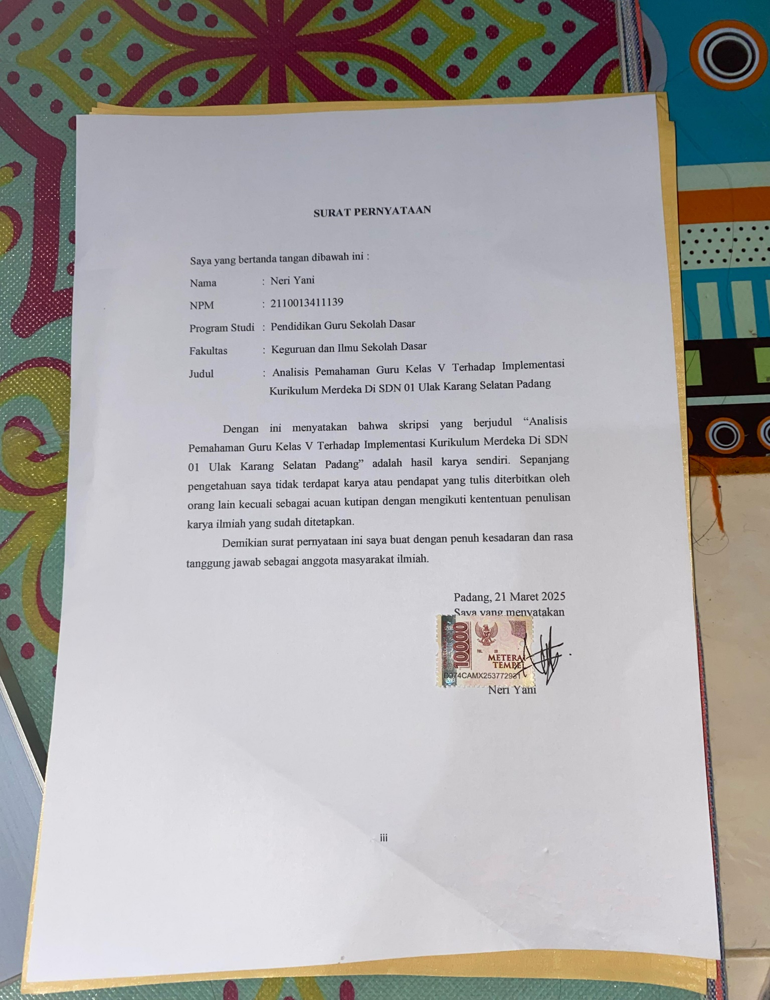 SURAT PERNYATAAN
Saya yang bertanda tangan dibawah ini :
Nama : Neri Yani
NPM : 2110013411139
Program Studi : Pendidikan Guru Sekolah Dasar
Fakultas : Keguruan dan Ilmu Sekolah Dasar
Judul : Analisis Pemahaman Guru Kelas V Terhadap Implementasi
Kurikulum Merdeka Di SDN 01 Ulak Karang Selatan Padang
Dengan ini menyatakan bahwa skripsi yang berjudul “Analisis
Pemahaman Guru Kelas V Terhadap Implementasi Kurikulum Merdeka Di SDN
01 Ulak Karang Selatan Padang” adalah hasil karya sendiri. Sepanjang
pengetahuan saya tidak terdapat karya atau pendapat yang tulis diterbitkan oleh
orang lain kecuali sebagai acuan kutipan dengan mengikuti kententuan penulisan
karya ilmiah yang sudah ditetapkan.
Demikian surat pernyataan ini saya buat dengan penuh kesadaran dan rasa
tanggung jawab sebagai anggota masyarakat ilmiah.
Padang, 21 Maret 2025
Saya yang menyatakan
10000
TGL. 20
METERAI
TEMPEL
D974CAMX253772931
Neri Yani
iii